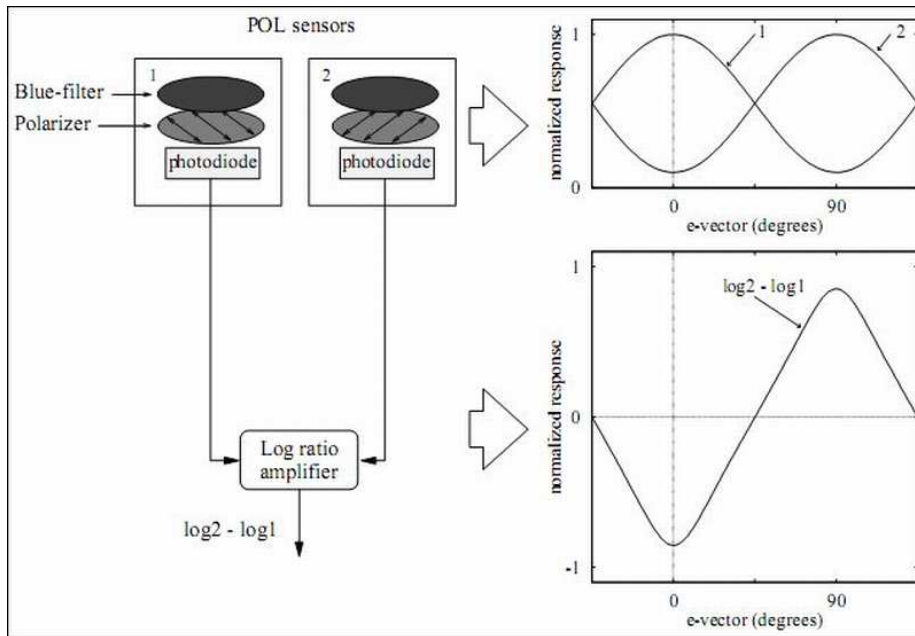 POL sensors
1
2
Blue-filter
Polarizer
photodiode
photodiode
Log ratio
amplifier
log2 - log1
1
2
1
0
normalized response
0
90
e-vector (degrees)
log2 - log1
1
0
-1
normalized response
0
90
e-vector (degrees)